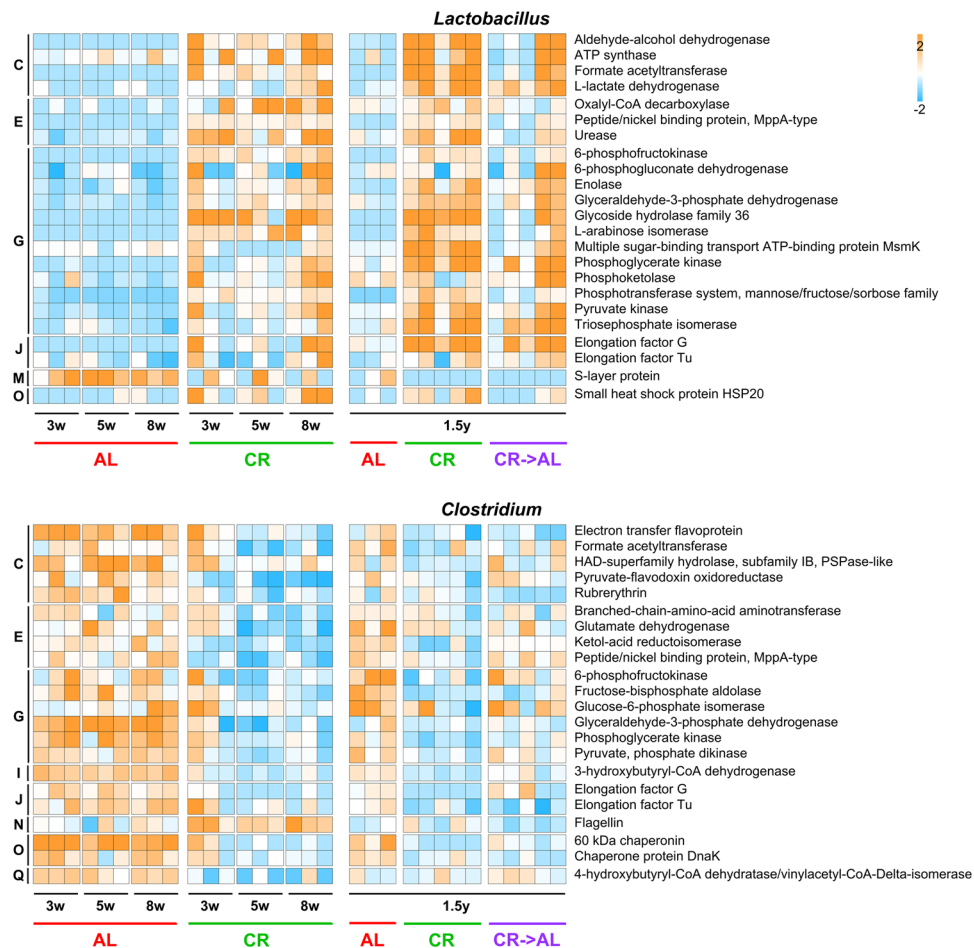 Lactobacillus
Aldehyde-alcohol dehydrogenase
ATP synthase
C
Formate acetyltransferase
L-lactate dehydrogenase
Oxalyl-CoA decarboxylase
E
Peptide/nickel binding protein, MppA-type
Urease
6-phosphofructokinase
6-phosphogluconate dehydrogenase
Enolase
Glyceraldehyde-3-phosphate dehydrogenase
Glycoside hydrolase family 36
L-arabinose isomerase
G
Multiple sugar-binding transport ATP-binding protein MsmK
Phosphoglycerate kinase
Phosphoketolase
Phosphotransferase system, mannose/fructose/sorbose family
Pyruvate kinase
Triosephosphate isomerase
J
Elongation factor G
Elongation factor Tu
M
S-layer protein
O
Small heat shock protein HSP20
2
-2
3w 5w 8w 3w 5w 8w 1.5y
AL CR AL CR CR->AL
Clostridium
Electron transfer flavoprotein
Formate acetyltransferase
C
HAD-superfamily hydrolase, subfamily IB, PSPase-like
Pyruvate-flavodoxin oxidoreductase
Rubrerythrin
Branched-chain-amino-acid aminotransferase
E
Glutamate dehydrogenase
Ketol-acid reductoisomerase
Peptide/nickel binding protein, MppA-type
6-phosphofructokinase
Fructose-bisphosphate aldolase
G
Glucose-6-phosphate isomerase
Glyceraldehyde-3-phosphate dehydrogenase
Phosphoglycerate kinase
Pyruvate, phosphate dikinase
I
3-hydroxybutyryl-CoA dehydrogenase
J
Elongation factor G
Elongation factor Tu
N
Flagellin
O
60 kDa chaperonin
Chaperone protein DnaK
Q
4-hydroxybutyryl-CoA dehydratase/vinylacetyl-CoA-Delta-isomerase
3w 5w 8w 3w 5w 8w 1.5y
AL CR AL CR CR->AL